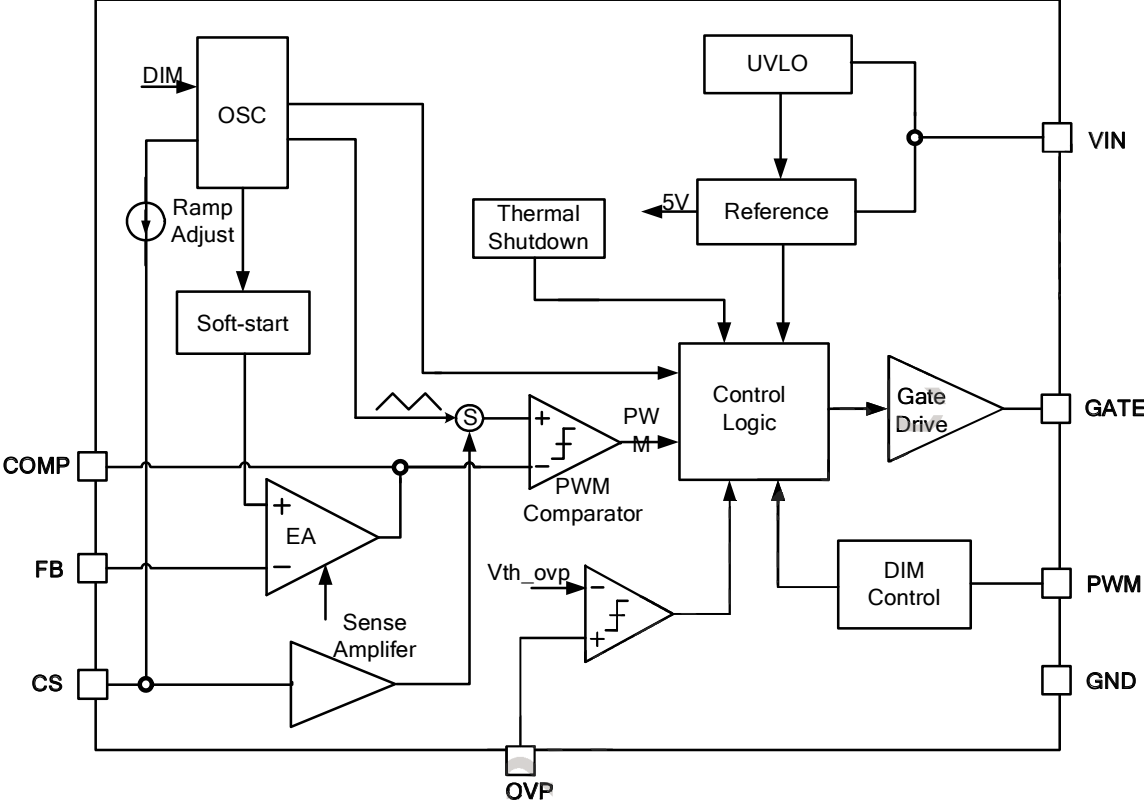 DIM
OSC
UVLO
VIN
Ramp
Adjust
5V
Reference
Thermal
Shutdown
Soft-start
Control
Logic
Gate
Drive
GATE
S
+
PW
M
COMP
−
PWM
Comparator
+
EA
−
FB
Vth_ovp
−
+
DIM
Control
PWM
Sense
Amplifer
CS
GND
OVP